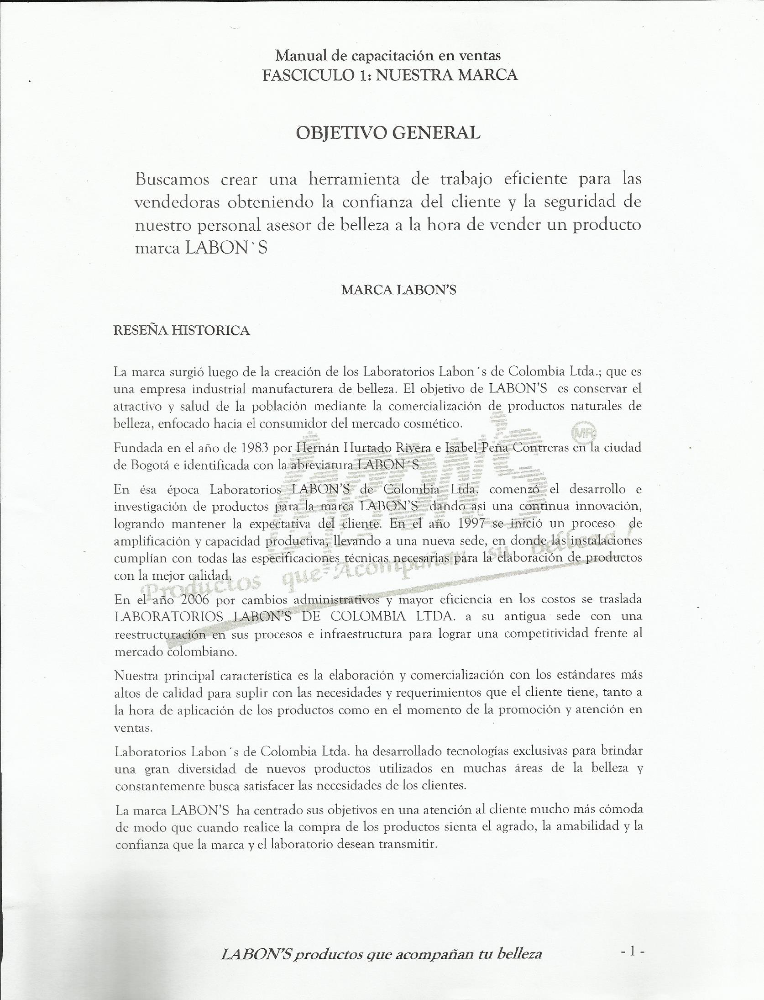 Manual de capacitación en ventas
FASCICULO 1: NUESTRA MARCA
OBJETIVO GENERAL
Buscamos crear una herramienta de trabajo eficiente para las
vendedoras obteniendo la confianza del cliente y la seguridad de
nuestro personal asesor de belleza a la hora de vender un producto
marca LABON`S
MARCA LABON'S
RESEÑA HISTORICA
La marca surgió luego de la creación de los Laboratorios Labon´s de Colombia Ltda.; que es
una empresa industrial manufacturera de belleza. El objetivo de LABON'S es conservar el
atractivo y salud de la población mediante la comercialización de productos naturales de
belleza, enfocado hacia el consumidor del mercado cosmético.
Fundada en el año de 1983 por Hernán Hurtado Rivera e Isabel Peña Contreras en la ciudad
de Bogotá e identificada con la abreviatura LABON´S
En ésa época Laboratorios LABON'S de Colombia Ltda. comenzó el desarrollo e
investigación de productos para la marca LABON'S dando así una continua innovación,
logrando mantener la expectativa del cliente. En el año 1997 se inició un proceso de
amplificación y capacidad productiva, llevando a una nueva sede, en donde las instalaciones
cumplían con todas las especificaciones técnicas necesarias para la elaboración de productos
con la mejor calidad.
En el año 2006 por cambios administrativos y mayor eficiencia en los costos se traslada
LABORATORIOS LABON'S DE COLOMBIA LTDA. a su antigua sede con una
reestructuración en sus procesos e infraestructura para lograr una competitividad frente al
mercado colombiano.
Nuestra principal característica es la elaboración y comercialización con los estándares más
altos de calidad para suplir con las necesidades y requerimientos que el cliente tiene, tanto a
la hora de aplicación de los productos como en el momento de la promoción y atención en
ventas.
Laboratorios Labon´s de Colombia Ltda. ha desarrollado tecnologías exclusivas para brindar
una gran diversidad de nuevos productos utilizados en muchas áreas de la belleza y
constantemente busca satisfacer las necesidades de los clientes.
La marca LABON'S ha centrado sus objetivos en una atención al cliente mucho más cómoda
de modo que cuando realice la compra de los productos sienta el agrado, la amabilidad y la
confianza que la marca y el laboratorio desean transmitir.
Labon's MR
Productos que Acompañan su Belleza!
LABON'S productos que acompañan tu belleza
- 1 -